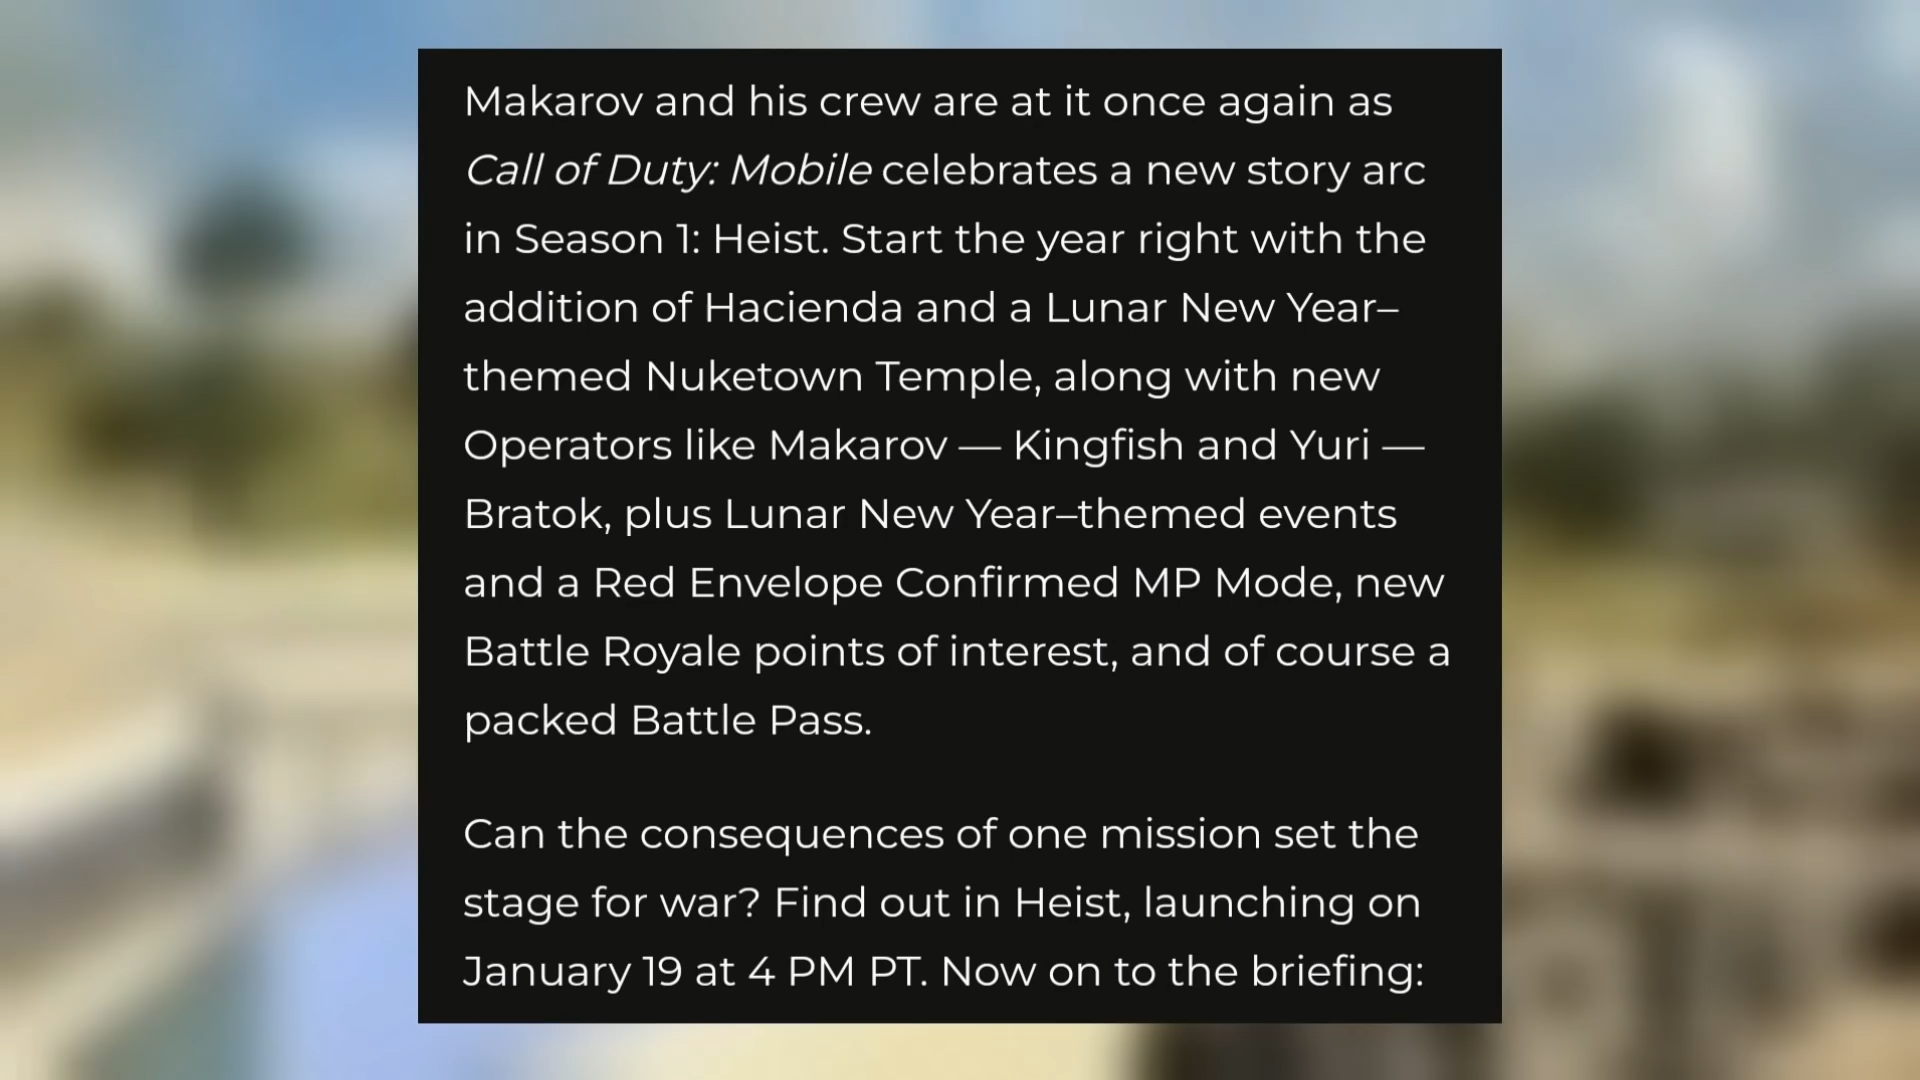 Makarov and his crew are at it once again as
Call of Duty: Mobile celebrates a new story arc
in Season 1: Heist. Start the year right with the
addition of Hacienda and a Lunar New Year–
themed Nuketown Temple, along with new
Operators like Makarov — Kingfish and Yuri —
Bratok, plus Lunar New Year–themed events
and a Red Envelope Confirmed MP Mode, new
Battle Royale points of interest, and of course a
packed Battle Pass.
Can the consequences of one mission set the
stage for war? Find out in Heist, launching on
January 19 at 4 PM PT. Now on to the briefing: